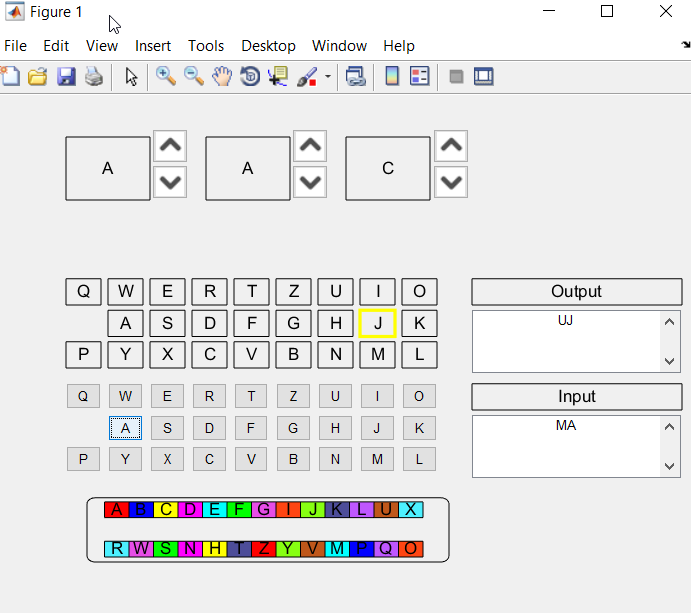 Figure 1
File Edit View Insert Tools Desktop Window Help
A A C
Q W E R T Z U I O
A S D F G H J K
P Y X C V B N M L
Output
UJ
Q W E R T Z U I O
A S D F G H J K
P Y X C V B N M L
Input
MA
A B C D E F G I J K L U X
R W S N H T Z Y V M P Q O